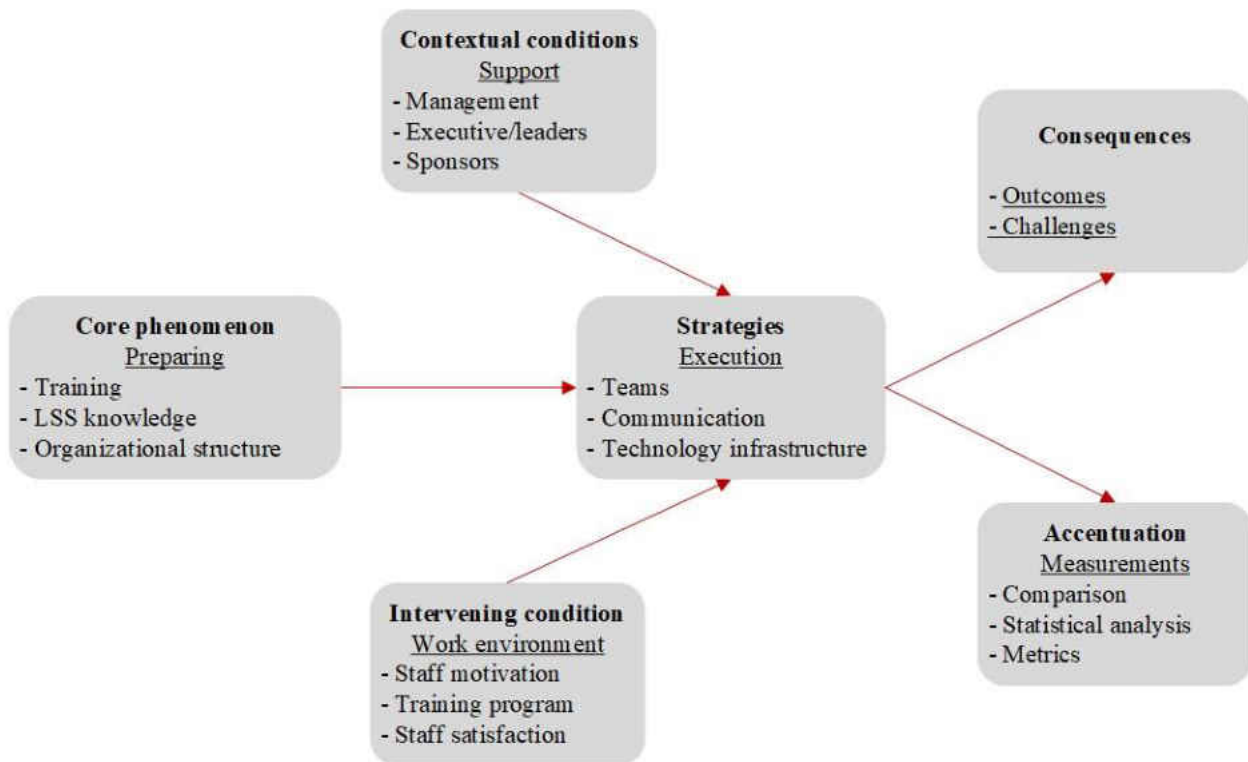 Contextual conditions
Support
- Management
- Executive/leaders
- Sponsors
Consequences
- Outcomes
- Challenges
Core phenomenon
Preparing
- Training
- LSS knowledge
- Organizational structure
Strategies
Execution
- Teams
- Communication
- Technology infrastructure
Intervening condition
Work environment
- Staff motivation
- Training program
- Staff satisfaction
Accentuation
Measurements
- Comparison
- Statistical analysis
- Metrics